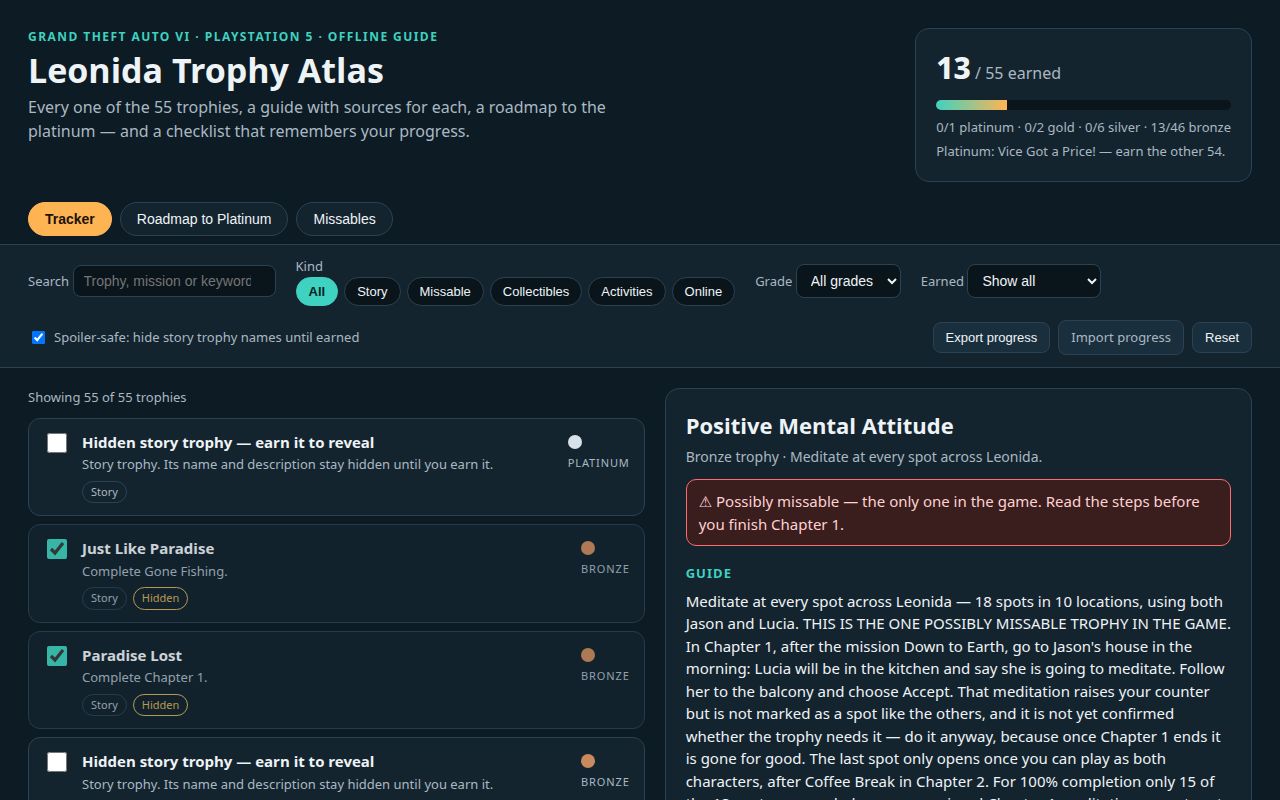 GRAND THEFT AUTO VI · PLAYSTATION 5 · OFFLINE GUIDE
Leonida Trophy Atlas
Every one of the 55 trophies, a guide with sources for each, a roadmap to the
platinum — and a checklist that remembers your progress.
13 / 55 earned
0/1 platinum · 0/2 gold · 0/6 silver · 13/46 bronze
Platinum: Vice Got a Price! — earn the other 54.
Tracker
Roadmap to Platinum
Missables
Search
Trophy, mission or keyword
Kind
All
Story
Missable
Collectibles
Activities
Online
Grade
All grades
Earned
Show all
Spoiler-safe: hide story trophy names until earned
Export progress
Import progress
Reset
Showing 55 of 55 trophies
Hidden story trophy — earn it to reveal
PLATINUM
Story trophy. Its name and description stay hidden until you earn it.
Story
Just Like Paradise
BRONZE
Complete Gone Fishing.
Story
Hidden
Paradise Lost
BRONZE
Complete Chapter 1.
Story
Hidden
Hidden story trophy — earn it to reveal
BRONZE
Story trophy. Its name and description stay hidden until you earn it.
Positive Mental Attitude
Bronze trophy · Meditate at every spot across Leonida.
⚠ Possibly missable — the only one in the game. Read the steps before
you finish Chapter 1.
GUIDE
Meditate at every spot across Leonida — 18 spots in 10 locations, using both
Jason and Lucia. THIS IS THE ONE POSSIBLY MISSABLE TROPHY IN THE GAME.
In Chapter 1, after the mission Down to Earth, go to Jason's house in the
morning: Lucia will be in the kitchen and say she is going to meditate. Follow
her to the balcony and choose Accept. That meditation raises your counter
but is not marked as a spot like the others, and it is not yet confirmed
whether the trophy needs it — do it anyway, because once Chapter 1 ends it
is gone for good. The last spot only opens once you can play as both
characters, after Coffee Break in Chapter 2. For 100% completion only 15 of